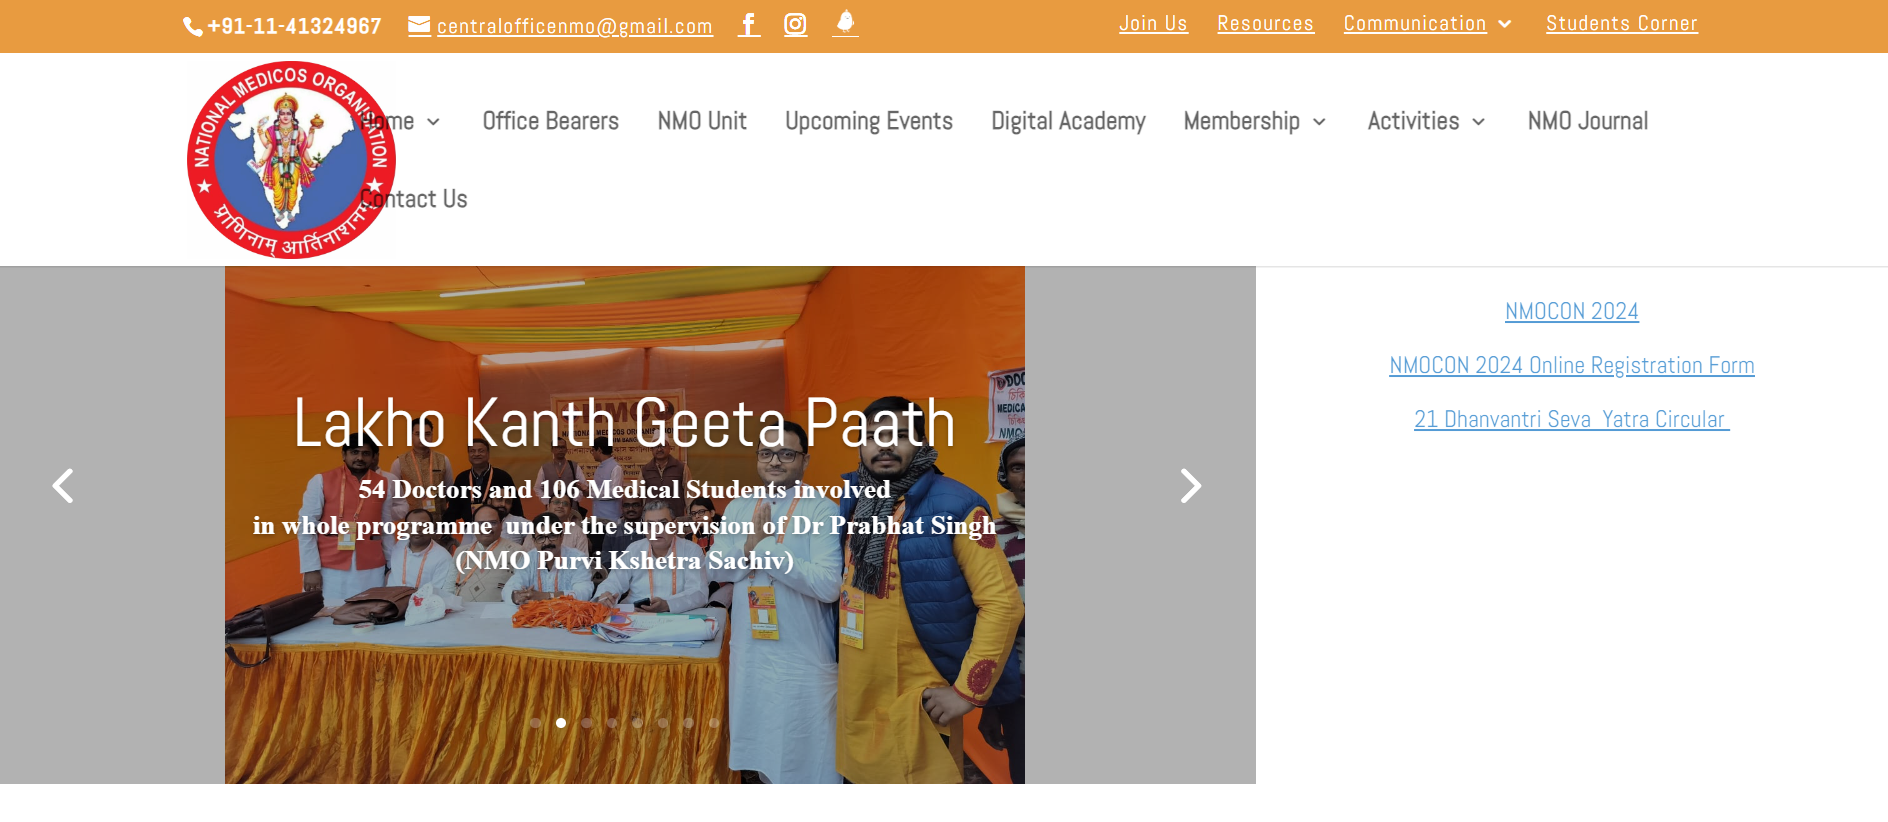 +91-11-41324967 centralofficenmo@gmail.com Join Us Resources Communication Students Corner
NATIONAL MEDICOS ORGANISATION
प्राणिनाम् आर्तिनाशनम्
Home Office Bearers NMO Unit Upcoming Events Digital Academy Membership Activities NMO Journal
Contact Us
Lakho Kanth Geeta Paath
54 Doctors and 106 Medical Students involved
in whole programme under the supervision of Dr Prabhat Singh
(NMO Purvi Kshetra Sachiv)
NMOCON 2024
NMOCON 2024 Online Registration Form
21 Dhanvantri Seva Yatra Circular